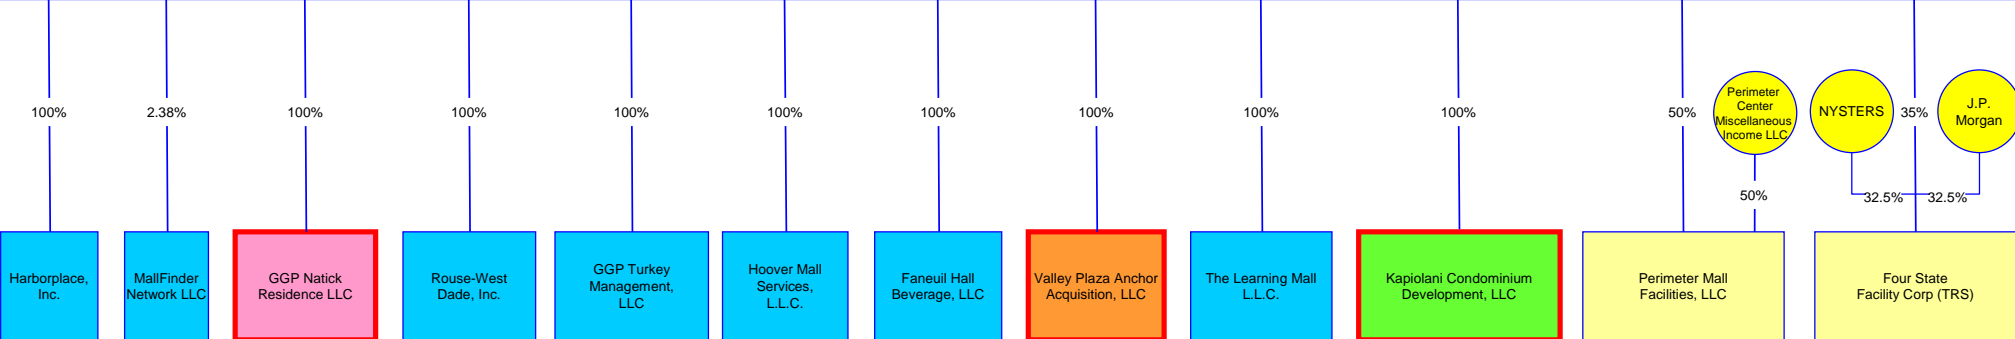 100%
2.38%
100%
100%
100%
100%
100%
100%
100%
100%
50%
Perimeter
Center
Miscellaneous
Income LLC
NYSTERS
35%
J.P.
Morgan
50%
32.5%
32.5%
Harborplace,
Inc.
MallFinder
Network LLC
GGP Natick
Residence LLC
Rouse-West
Dade, Inc.
GGP Turkey
Management,
LLC
Hoover Mall
Services,
L.L.C.
Faneuil Hall
Beverage, LLC
Valley Plaza Anchor
Acquisition, LLC
The Learning Mall
L.L.C.
Kapiolani Condominium
Development, LLC
Perimeter Mall
Facilities, LLC
Four State
Facility Corp (TRS)